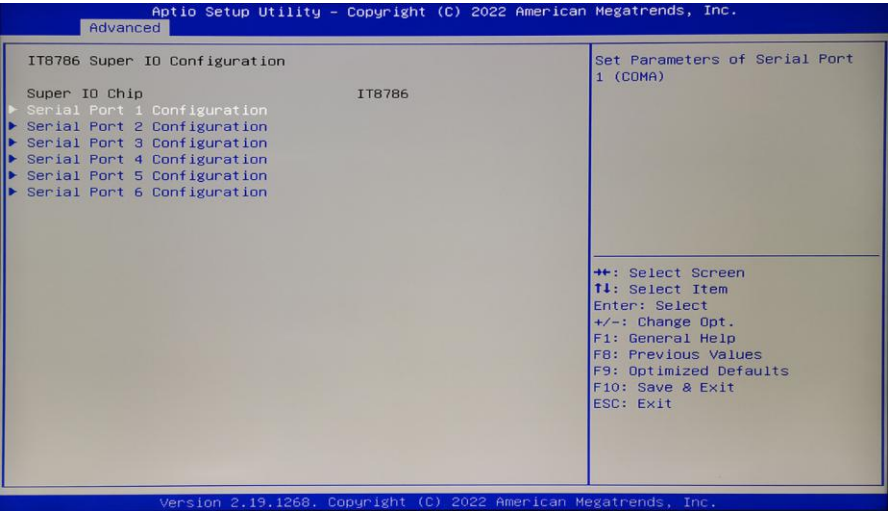 Aptio Setup Utility – Copyright (C) 2022 American Megatrends, Inc.
Advanced
IT8786 Super IO Configuration
Super IO Chip IT8786
▶ Serial Port 1 Configuration
▶ Serial Port 2 Configuration
▶ Serial Port 3 Configuration
▶ Serial Port 4 Configuration
▶ Serial Port 5 Configuration
▶ Serial Port 6 Configuration
Set Parameters of Serial Port
1 (COMA)
→←: Select Screen
↑↓: Select Item
Enter: Select
+/-: Change Opt.
F1: General Help
F8: Previous Values
F9: Optimized Defaults
F10: Save & Exit
ESC: Exit
Version 2.19.1268. Copyright (C) 2022 American Megatrends, Inc.